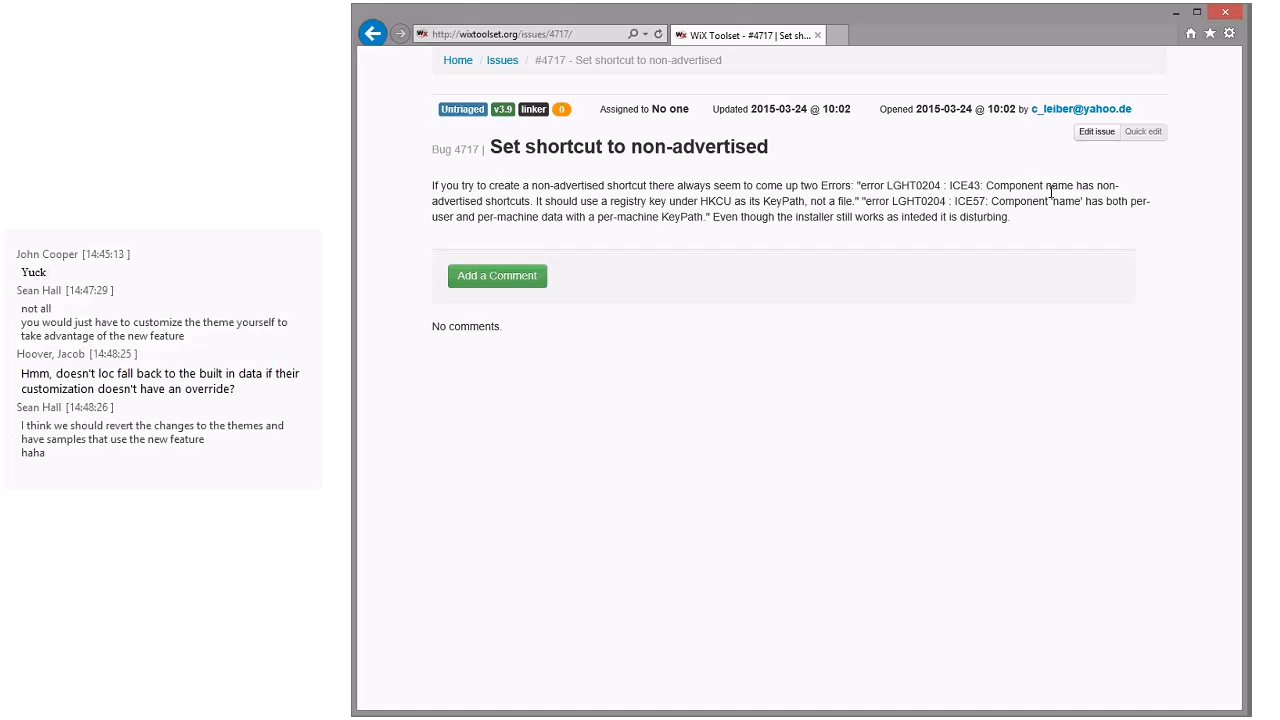 John Cooper [14:45:13 ]
Yuck
Sean Hall [14:47:29 ]
not all
you would just have to customize the theme yourself to
take advantage of the new feature
Hoover, Jacob [14:48:25 ]
Hmm, doesn't loc fall back to the built in data if their
customization doesn't have an override?
Sean Hall [14:48:26 ]
I think we should revert the changes to the themes and
have samples that use the new feature
haha
http://wixtoolset.org/issues/4717/
WiX Toolset - #4717 | Set sh...
Home / Issues / #4717 - Set shortcut to non-advertised
Untriaged v3.9 linker 0 Assigned to No one Updated 2015-03-24 @ 10:02 Opened 2015-03-24 @ 10:02 by c_leiber@yahoo.de
Edit issue Quick edit
Bug 4717 | Set shortcut to non-advertised
If you try to create a non-advertised shortcut there always seem to come up two Errors: "error LGHT0204 : ICE43: Component name has non-
advertised shortcuts. It should use a registry key under HKCU as its KeyPath, not a file." "error LGHT0204 : ICE57: Component 'name' has both per-
user and per-machine data with a per-machine KeyPath." Even though the installer still works as inteded it is disturbing.
Add a Comment
No comments.